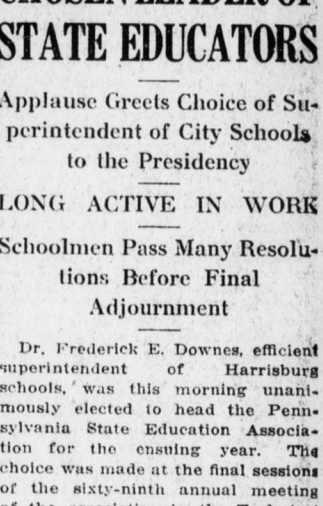 CHOSEN LEADER OF
STATE EDUCATORS
Applause Greets Choice of Su-
perintendent of City Schools
to the Presidency
LONG ACTIVE IN WORK
Schoolmen Pass Many Resolu-
tions Before Final
Adjournment
Dr. Frederick E. Downes, efficient
superintendent of Harrisburg
schools, was this morning unani-
mously elected to head the Penn-
sylvania State Education Associa-
tion for the ensuing year. The
choice was made at the final sessions
of the sixty-ninth annual meeting